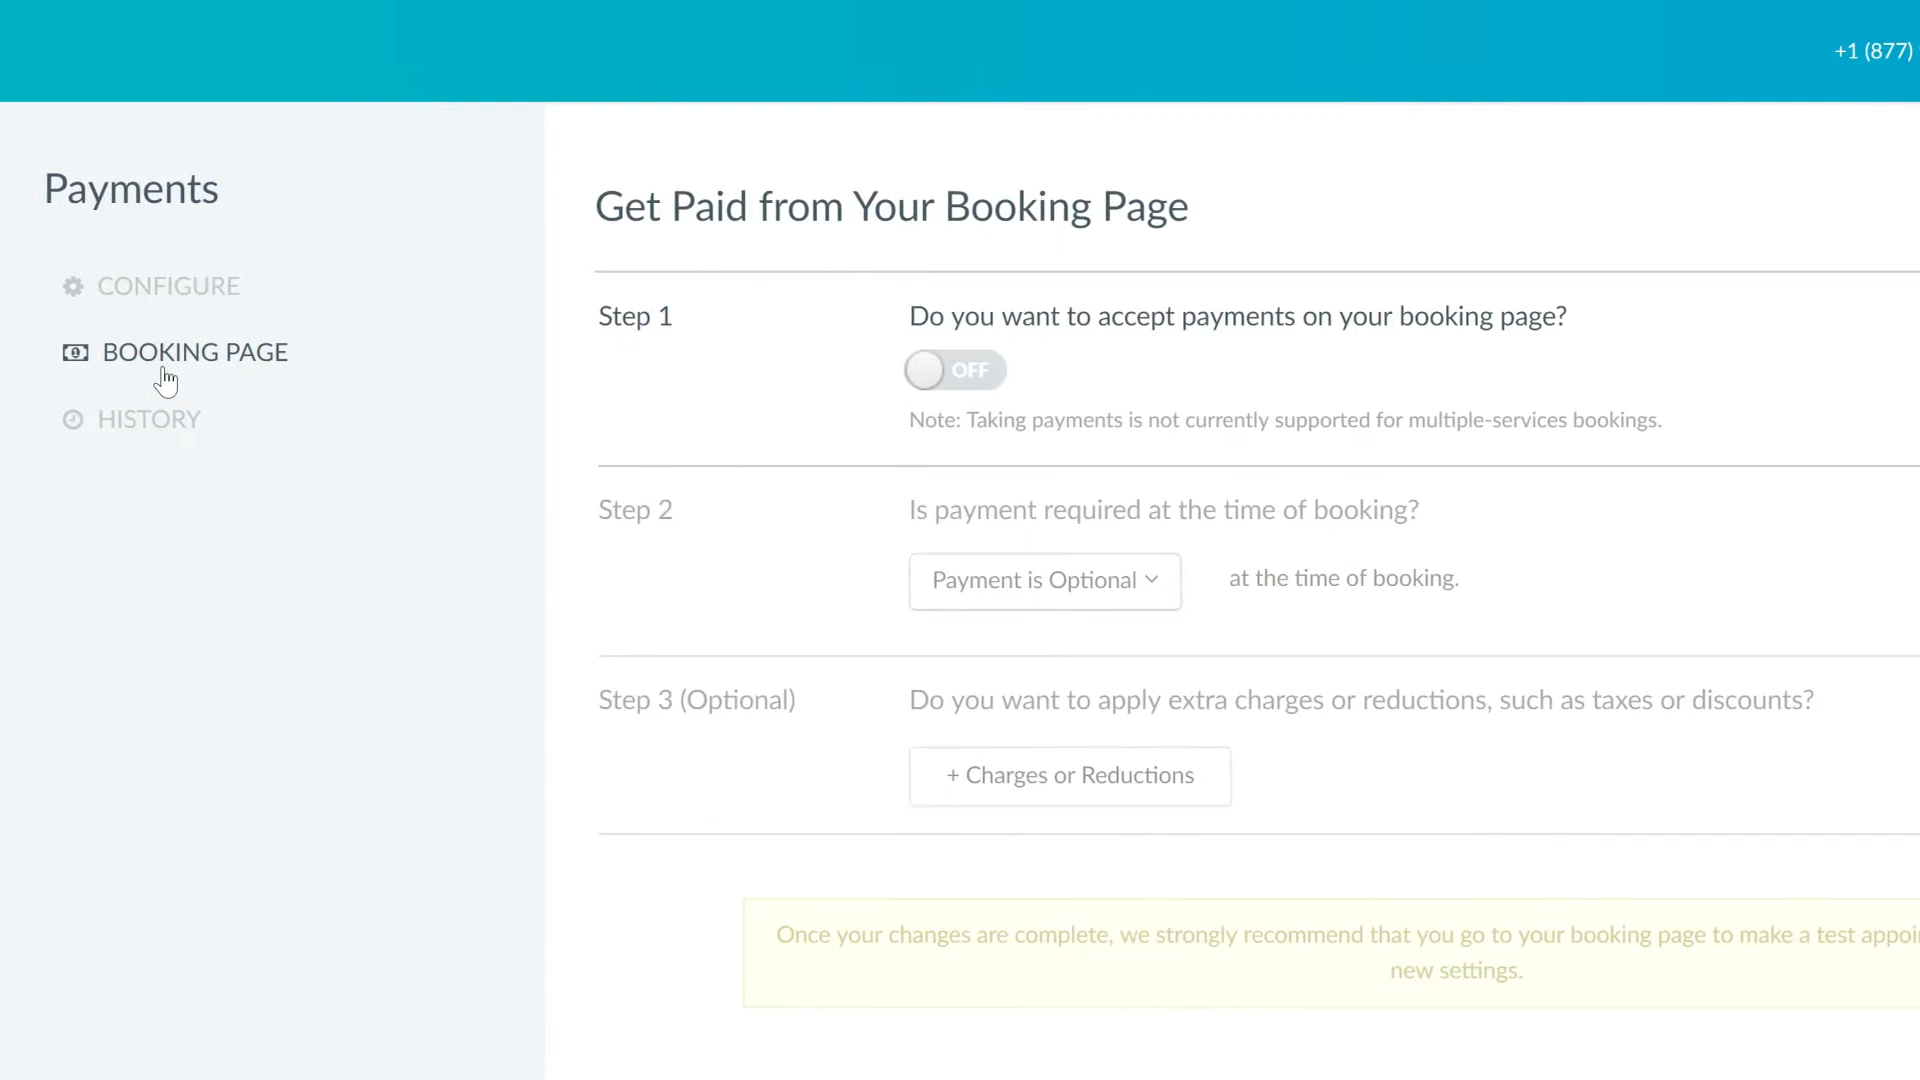 +1 (877)
Payments
CONFIGURE
BOOKING PAGE
HISTORY
Get Paid from Your Booking Page
Step 1
Do you want to accept payments on your booking page?
OFF
Note: Taking payments is not currently supported for multiple-services bookings.
Step 2
Is payment required at the time of booking?
Payment is Optional
at the time of booking.
Step 3 (Optional)
Do you want to apply extra charges or reductions, such as taxes or discounts?
+ Charges or Reductions
Once your changes are complete, we strongly recommend that you go to your booking page to make a test
new settings.